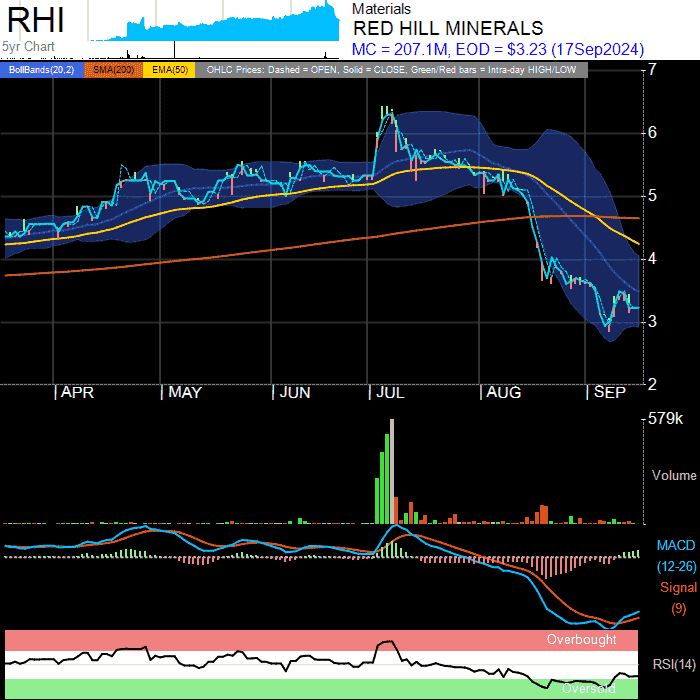 RHI
Materials
RED HILL MINERALS
5yr Chart
MC = 207.1M, EOD = $3.23 (17Sep2024)
BollBands(20,2) SMA(200) EMA(50) OHLC Prices: Dashed = OPEN, Solid = CLOSE, Green/Red bars = Intra-day HIGH/LOW
7
6
5
4
3
2
APR MAY JUN JUL AUG SEP
579k
Volume
MACD
(12-26)
Signal
(9)
Overbought
RSI(14)
Oversold